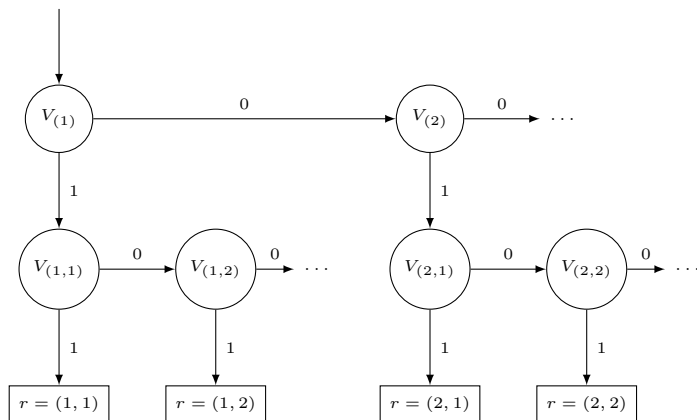 0
0
V(1)
V(2)
⋯
1
1
0
0
0
0
V(1,1)
V(1,2)
⋯
V(2,1)
V(2,2)
⋯
1
1
1
1
r = (1, 1)
r = (1, 2)
r = (2, 1)
r = (2, 2)